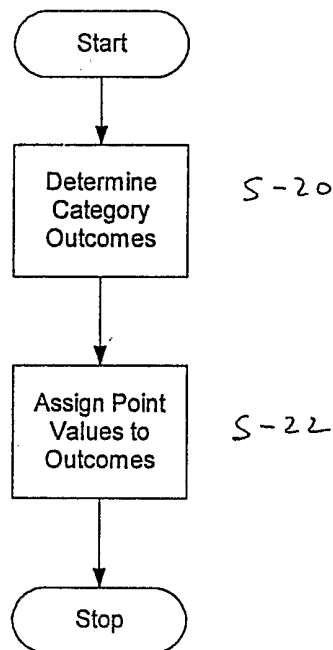 Start
Determine
Category
Outcomes
S-20
Assign Point
Values to
Outcomes
S-22
Stop